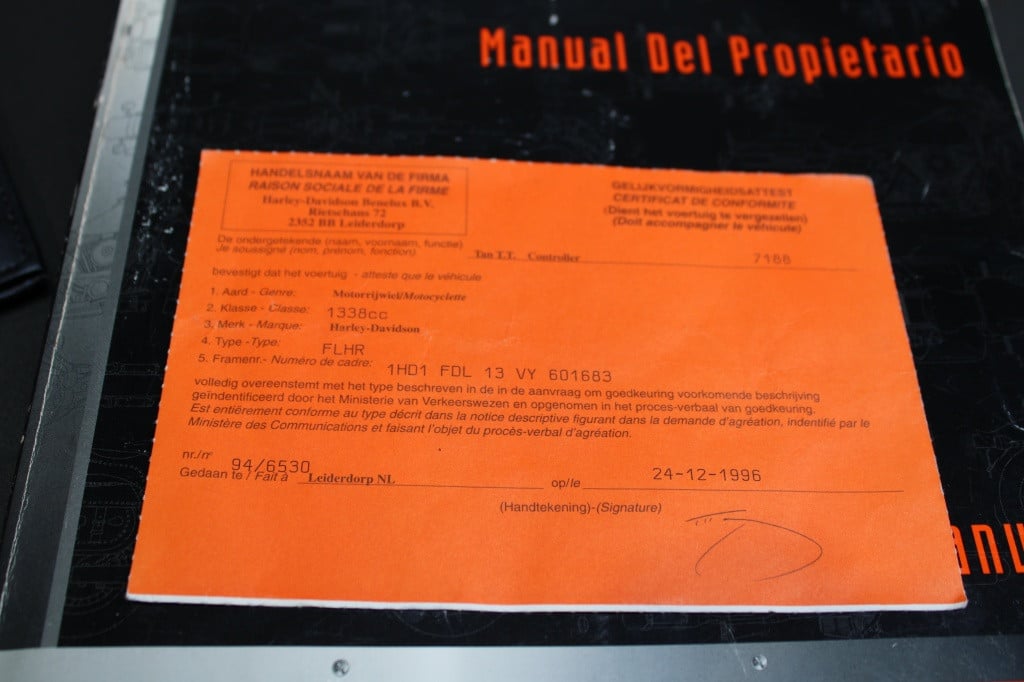 Manual Del Propietario
HANDELSNAAM VAN DE FIRMA
RAISON SOCIALE DE LA FIRME
Harley-Davidson Benelux B.V.
Rietschans 72
2352 BB Leiderdorp
GELIJKVORMIGHEIDSATTEST
CERTIFICAT DE CONFORMITE
(Dient het voertuig te vergezellen)
(Doit accompagner le véhicule)
De ondergetekende (naam, voornaam, functie)
Je soussigné (nom, prénom, fonction)
Tan T.T. Controller
7188
bevestigt dat het voertuig - atteste que le véhicule
1. Aard - Genre: Motorrijwiel/Motocyclette
2. Klasse - Classe: 1338cc
3. Merk - Marque: Harley-Davidson
4. Type -Type: FLHR
5. Framenr.- Numéro de cadre: 1HD1 FDL 13 VY 601683
volledig overeenstemt met het type beschreven in de in de aanvraag om goedkeuring voorkomende beschrijving
geïndentificeerd door het Ministerie van Verkeerswezen en opgenomen in het proces-verbaal van goedkeuring.
Est entiêrement conforme au type décrit dans la notice descriptive figurant dans la demande d'agréation, indentifié par le
Ministère des Communications et faisant l'objet du procès-verbal d'agréation.
nr./nº 94/6530
Gedaan te / Fait à Leiderdorp NL op/le 24-12-1996
(Handtekening)-(Signature)